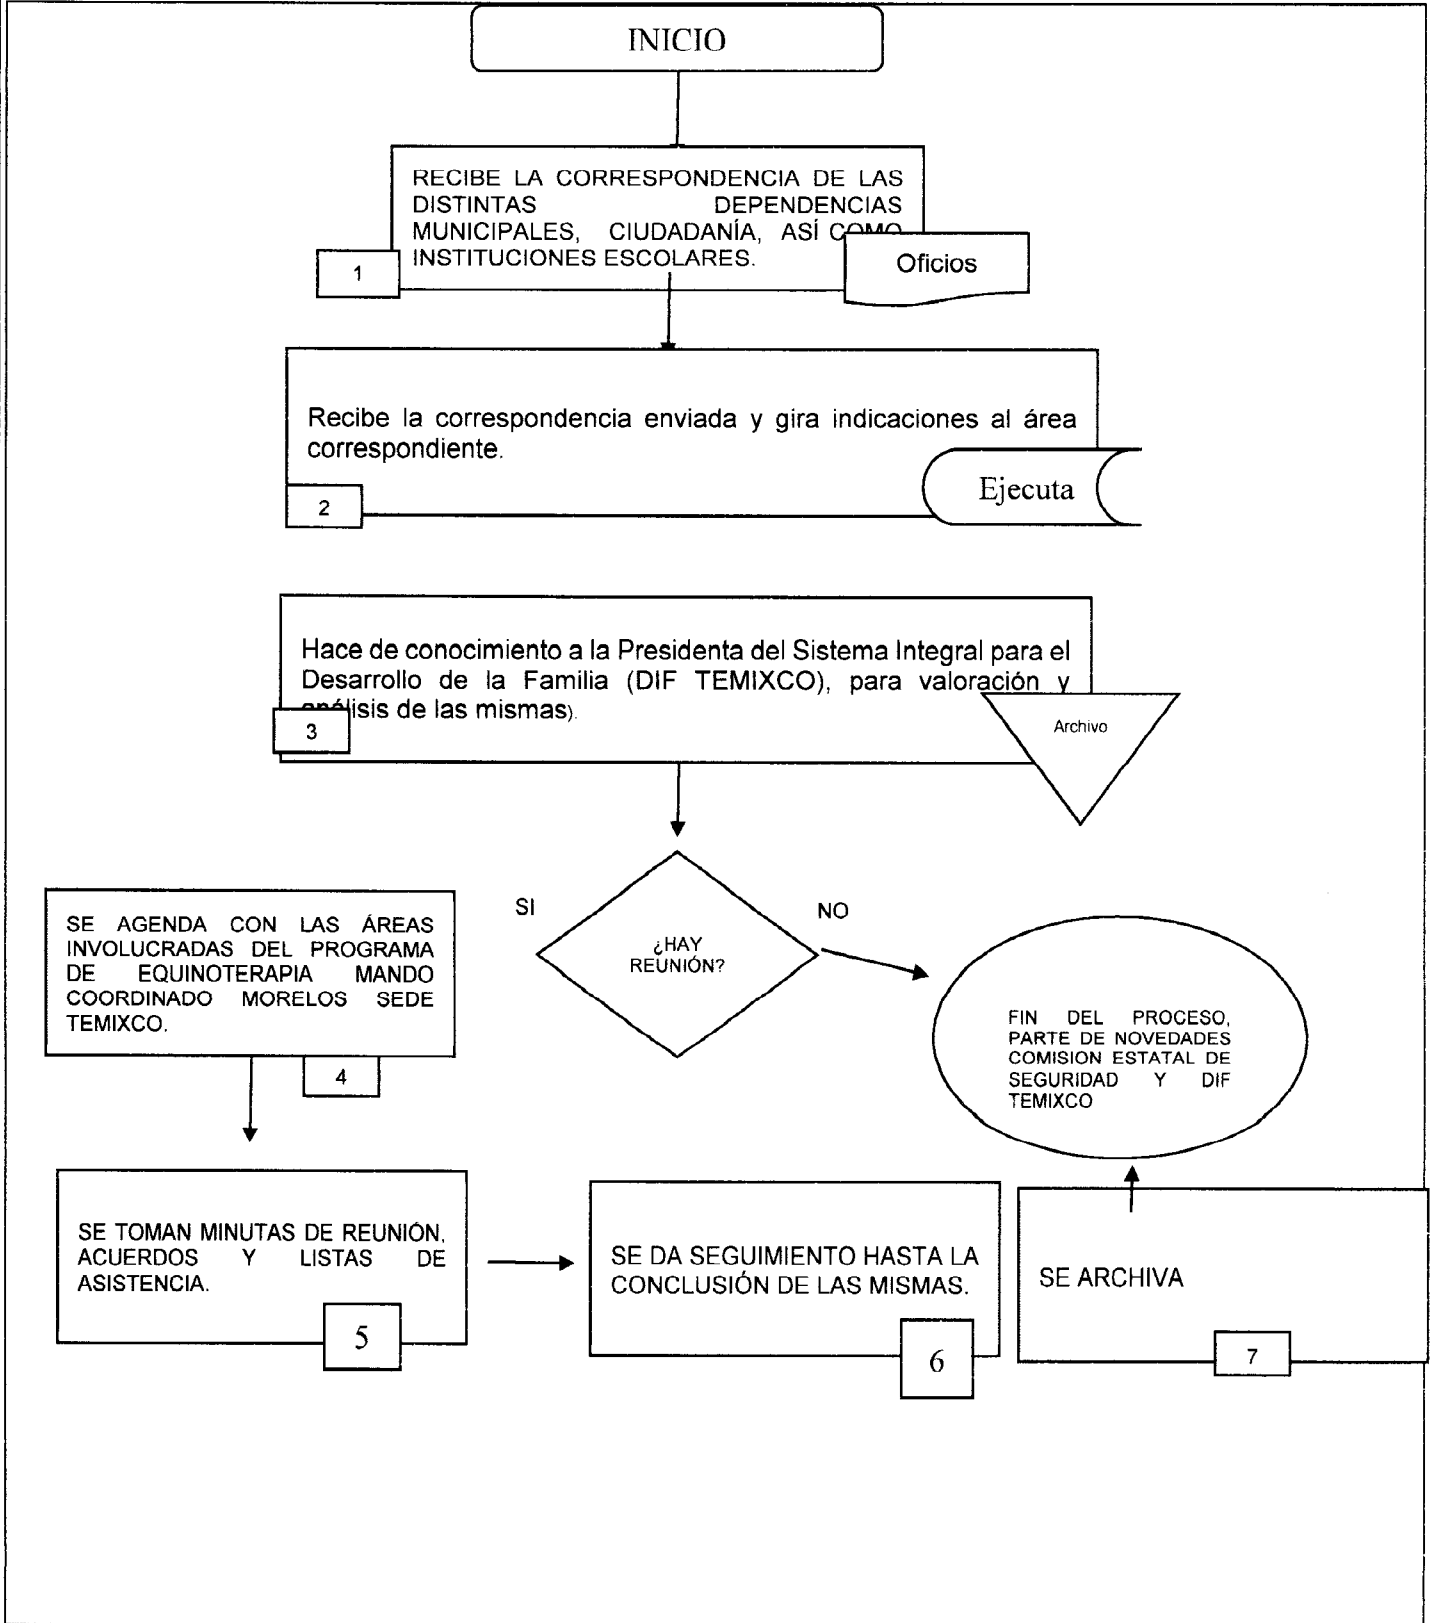 INICIO
RECIBE LA CORRESPONDENCIA DE LAS
DISTINTAS DEPENDENCIAS
MUNICIPALES, CIUDADANÍA, ASÍ COMO
INSTITUCIONES ESCOLARES.
1
Oficios
Recibe la correspondencia enviada y gira indicaciones al área
correspondiente.
2
Ejecuta
Hace de conocimiento a la Presidenta del Sistema Integral para el
Desarrollo de la Familia (DIF TEMIXCO), para valoración y
análisis de las mismas).
3
Archivo
SI
¿HAY
REUNIÓN?
NO
SE AGENDA CON LAS ÁREAS
INVOLUCRADAS DEL PROGRAMA
DE EQUINOTERAPIA MANDO
COORDINADO MORELOS SEDE
TEMIXCO.
4
FIN DEL PROCESO,
PARTE DE NOVEDADES
COMISION ESTATAL DE
SEGURIDAD Y DIF
TEMIXCO
SE TOMAN MINUTAS DE REUNIÓN,
ACUERDOS Y LISTAS DE
ASISTENCIA.
5
SE DA SEGUIMIENTO HASTA LA
CONCLUSIÓN DE LAS MISMAS.
6
SE ARCHIVA
7